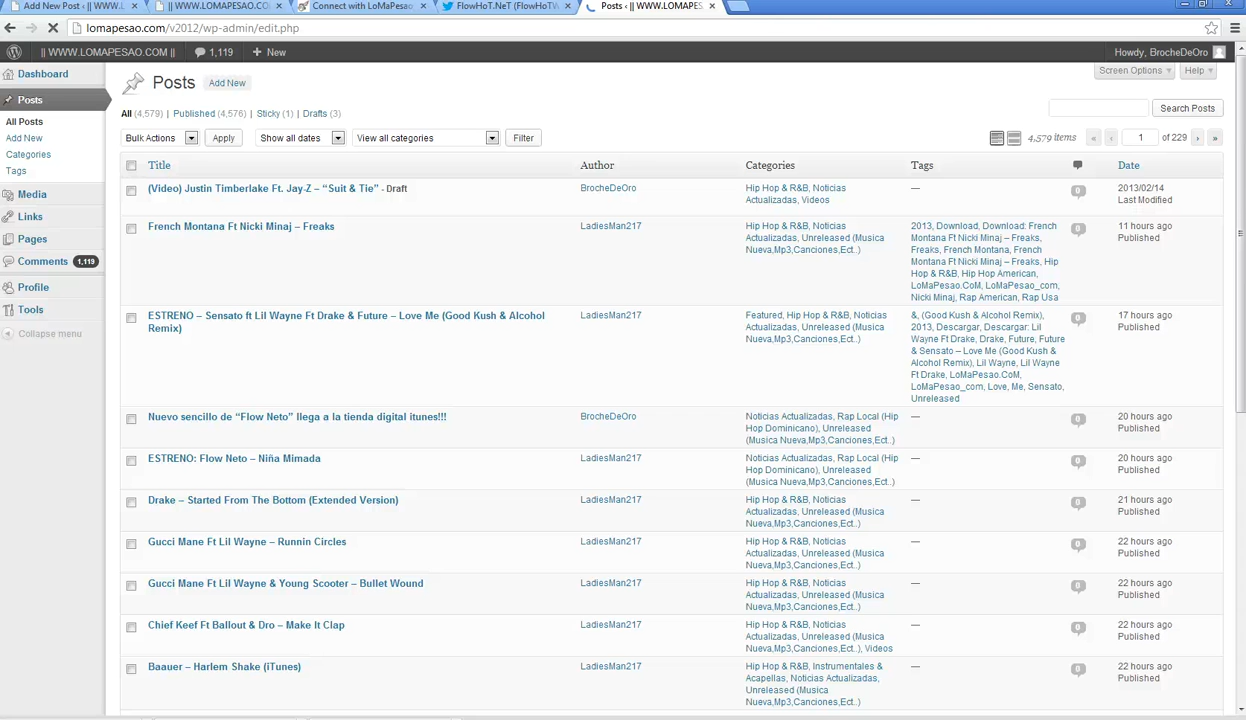 Add New Post ‹ || WWW.L
|| WWW.LOMAPESAO.COM
Connect with LoMaPesao
FlowHoT.NeT (FlowHoTW
Posts ‹ || WWW.LOMAPES
lomapesao.com/v2012/wp-admin/edit.php
|| WWW.LOMAPESAO.COM || 1,119 + New
Howdy, BrocheDeOro
Dashboard
Posts
All Posts
Add New
Categories
Tags
Media
Links
Pages
Comments 1,119
Profile
Tools
Collapse menu
Posts Add New
Screen Options Help
All (4,579) | Published (4,576) | Sticky (1) | Drafts (3)
Search Posts
Bulk Actions Apply Show all dates View all categories Filter
4,579 items « ‹ 1 of 229 › »
Title Author Categories Tags Date
(Video) Justin Timberlake Ft. Jay-Z – “Suit & Tie” - Draft
BrocheDeOro
Hip Hop & R&B, Noticias
Actualizadas, Videos
—
0
2013/02/14
Last Modified
French Montana Ft Nicki Minaj – Freaks
LadiesMan217
Hip Hop & R&B, Noticias
Actualizadas, Unreleased (Musica
Nueva,Mp3,Canciones,Ect..)
2013, Download, Download: French
Montana Ft Nicki Minaj – Freaks,
Freaks, French Montana, French
Montana Ft Nicki Minaj – Freaks, Hip
Hop & R&B, Hip Hop American,
LoMaPesao.CoM, LoMaPesao_com,
Nicki Minaj, Rap American, Rap Usa
0
11 hours ago
Published
ESTRENO – Sensato ft Lil Wayne Ft Drake & Future – Love Me (Good Kush & Alcohol
Remix)
LadiesMan217
Featured, Hip Hop & R&B, Noticias
Actualizadas, Unreleased (Musica
Nueva,Mp3,Canciones,Ect..)
&, (Good Kush & Alcohol Remix),
2013, Descargar, Descargar: Lil
Wayne Ft Drake, Drake, Future, Future
& Sensato – Love Me (Good Kush &
Alcohol Remix), Lil Wayne, Lil Wayne
Ft Drake, LoMaPesao.CoM,
LoMaPesao_com, Love, Me, Sensato,
Unreleased
0
17 hours ago
Published
Nuevo sencillo de “Flow Neto” llega a la tienda digital itunes!!!
BrocheDeOro
Noticias Actualizadas, Rap Local (Hip
Hop Dominicano), Unreleased
(Musica Nueva,Mp3,Canciones,Ect..)
—
0
20 hours ago
Published
ESTRENO: Flow Neto – Niña Mimada
LadiesMan217
Noticias Actualizadas, Rap Local (Hip
Hop Dominicano), Unreleased
(Musica Nueva,Mp3,Canciones,Ect..)
—
0
20 hours ago
Published
Drake – Started From The Bottom (Extended Version)
LadiesMan217
Hip Hop & R&B, Noticias
Actualizadas, Unreleased (Musica
Nueva,Mp3,Canciones,Ect..)
—
0
21 hours ago
Published
Gucci Mane Ft Lil Wayne – Runnin Circles
LadiesMan217
Hip Hop & R&B, Noticias
Actualizadas, Unreleased (Musica
Nueva,Mp3,Canciones,Ect..)
—
0
22 hours ago
Published
Gucci Mane Ft Lil Wayne & Young Scooter – Bullet Wound
LadiesMan217
Hip Hop & R&B, Noticias
Actualizadas, Unreleased (Musica
Nueva,Mp3,Canciones,Ect..)
—
0
22 hours ago
Published
Chief Keef Ft Ballout & Dro – Make It Clap
LadiesMan217
Hip Hop & R&B, Noticias
Actualizadas, Unreleased (Musica
Nueva,Mp3,Canciones,Ect..), Videos
—
0
22 hours ago
Published
Baauer – Harlem Shake (iTunes)
LadiesMan217
Hip Hop & R&B, Instrumentales &
Acapellas, Noticias Actualizadas,
Unreleased (Musica
Nueva,Mp3,Canciones,Ect..)
—
0
22 hours ago
Published